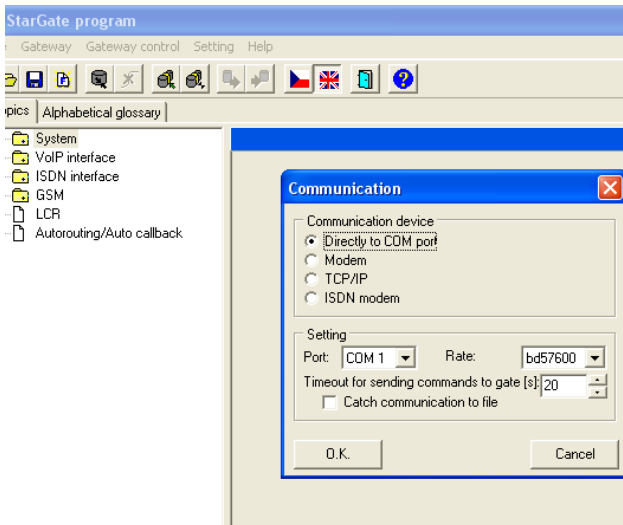 StarGate program
Gateway Gateway control Setting Help
Alphabetical glossary
System
VoIP interface
ISDN interface
GSM
LCR
Autorouting/Auto callback
Communication
Communication device
Directly to COM port
Modem
TCP/IP
ISDN modem
Setting
Port: COM 1 Rate: bd57600
Timeout for sending commands to gate [s]: 20
Catch communication to file
O.K. Cancel